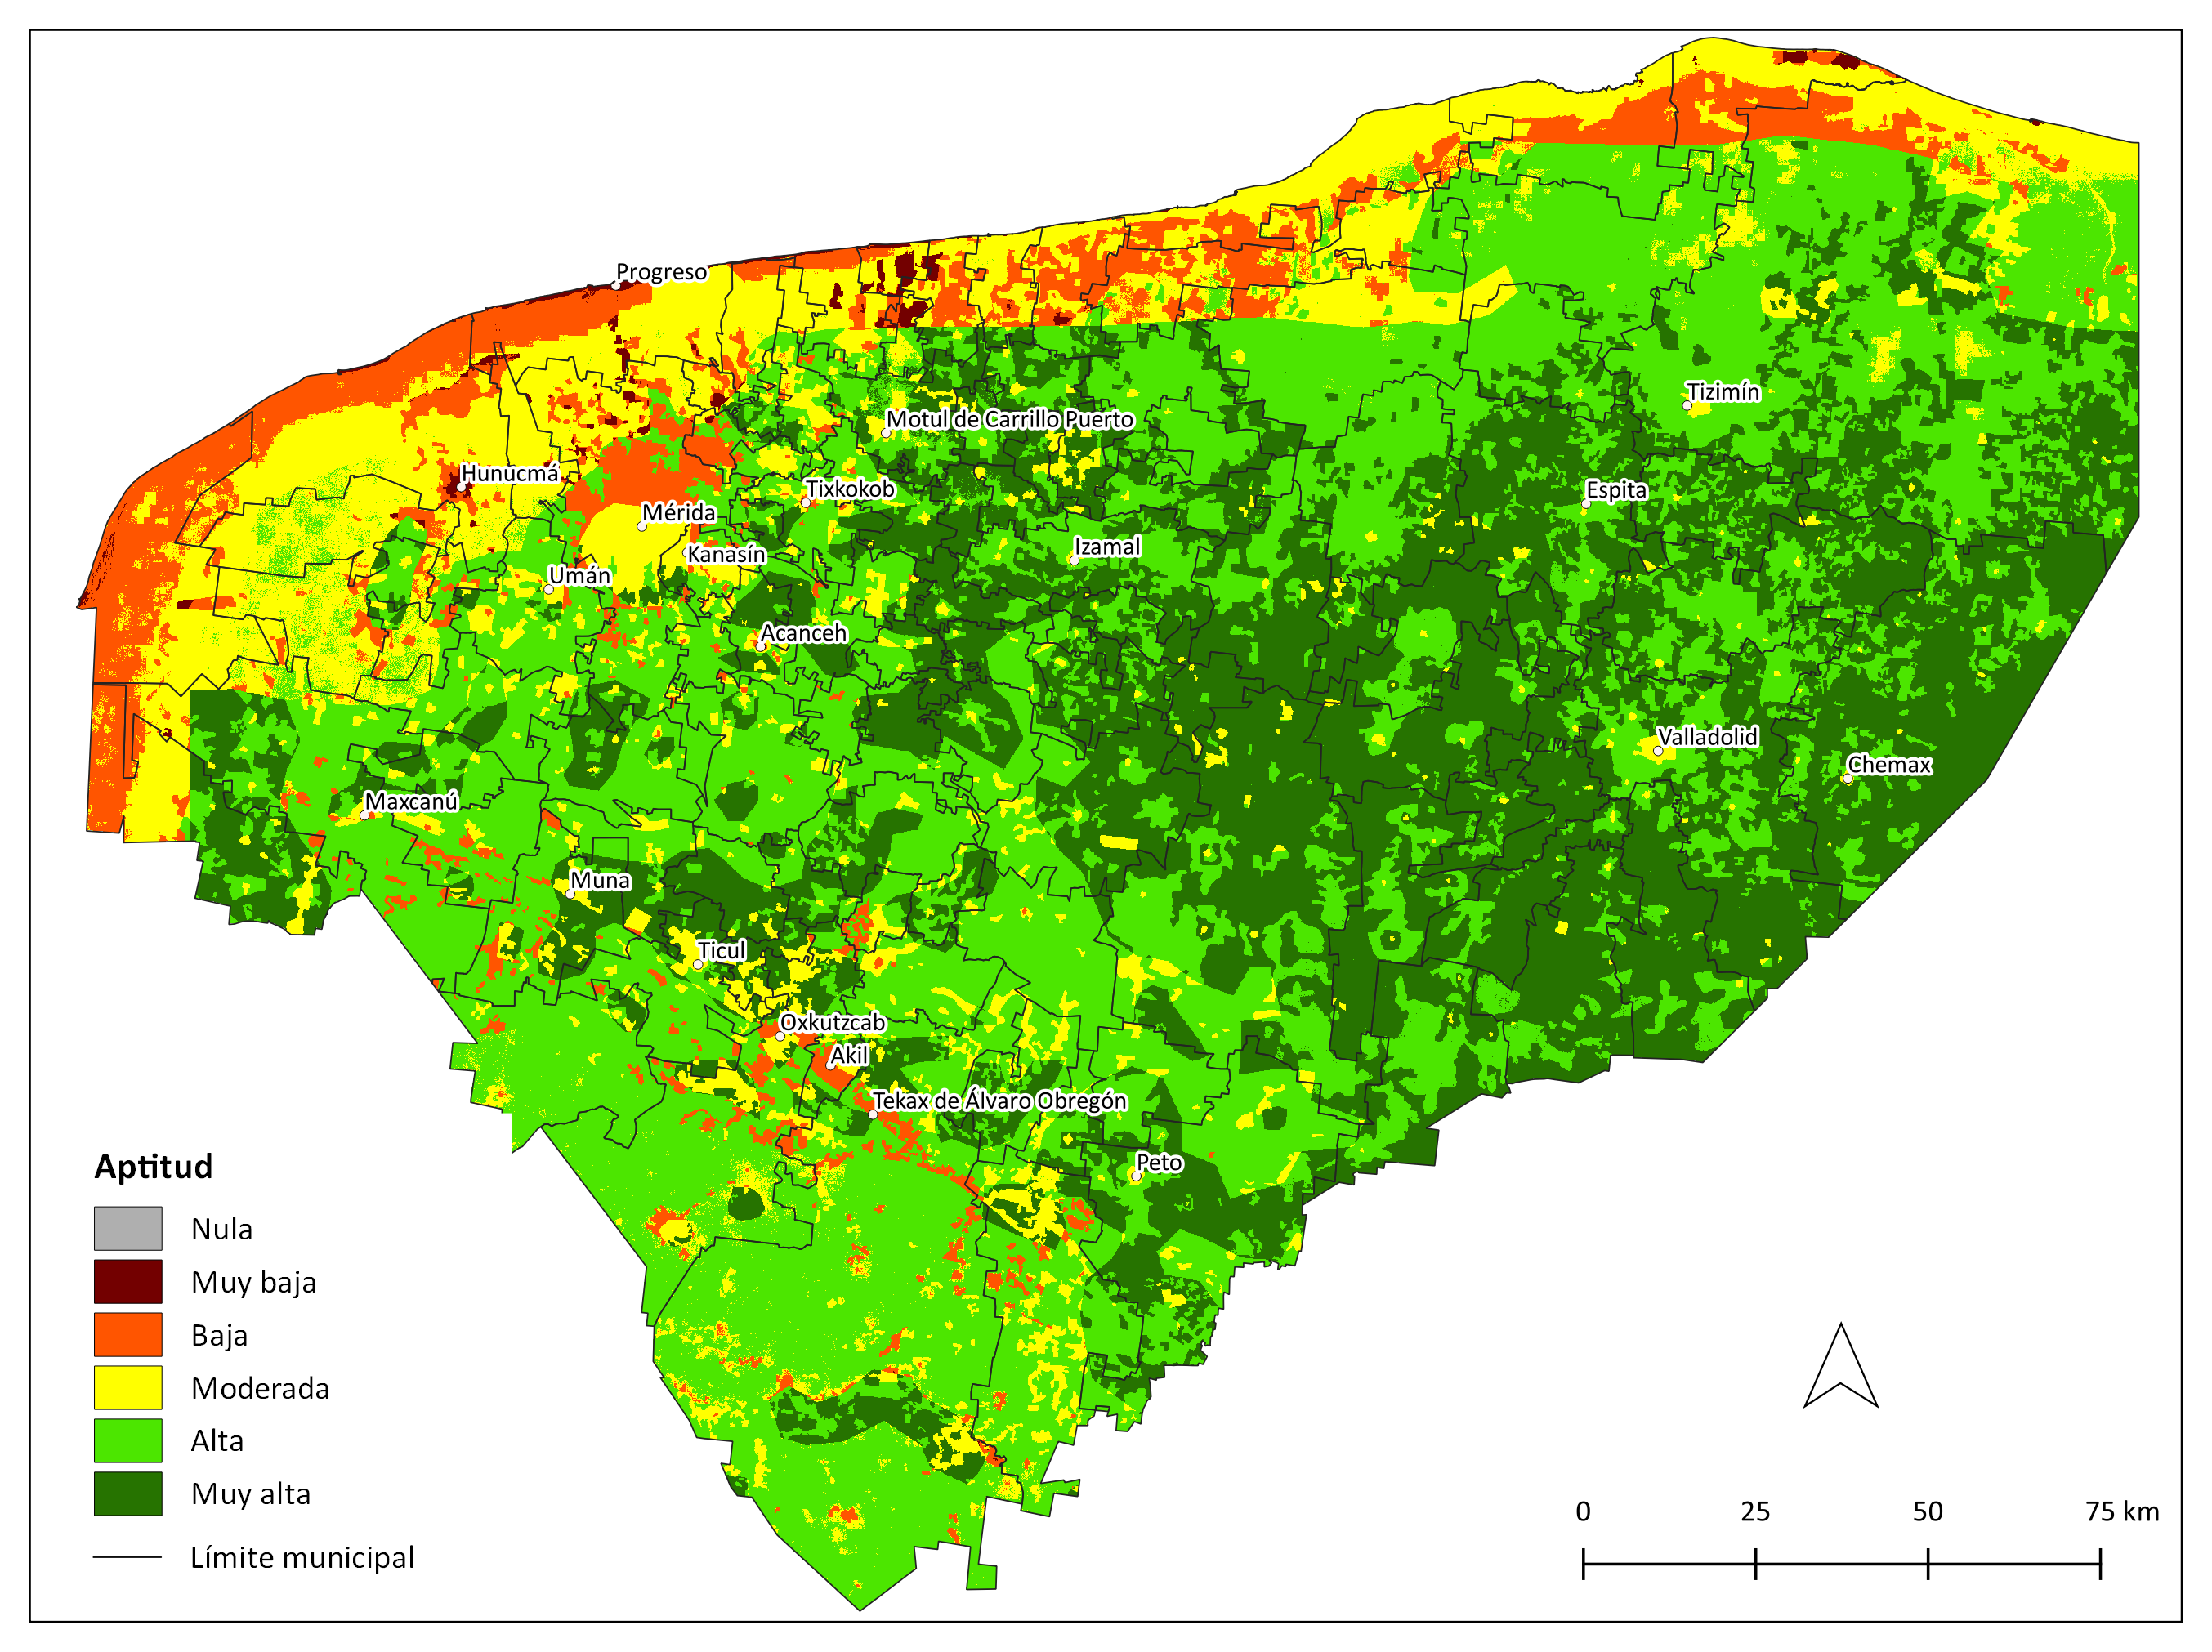 Progreso
Tizimín
Motul de Carrillo Puerto
Hunucmá
Tixkokob
Espita
Mérida
Kanasín
Izamal
Umán
Acanceh
Valladolid
Chemax
Maxcanú
Muna
Ticul
Oxkutzcab
Akil
Tekax de Álvaro Obregón
Peto
Aptitud
Nula
Muy baja
Baja
Moderada
Alta
Muy alta
Límite municipal
0 25 50 75 km